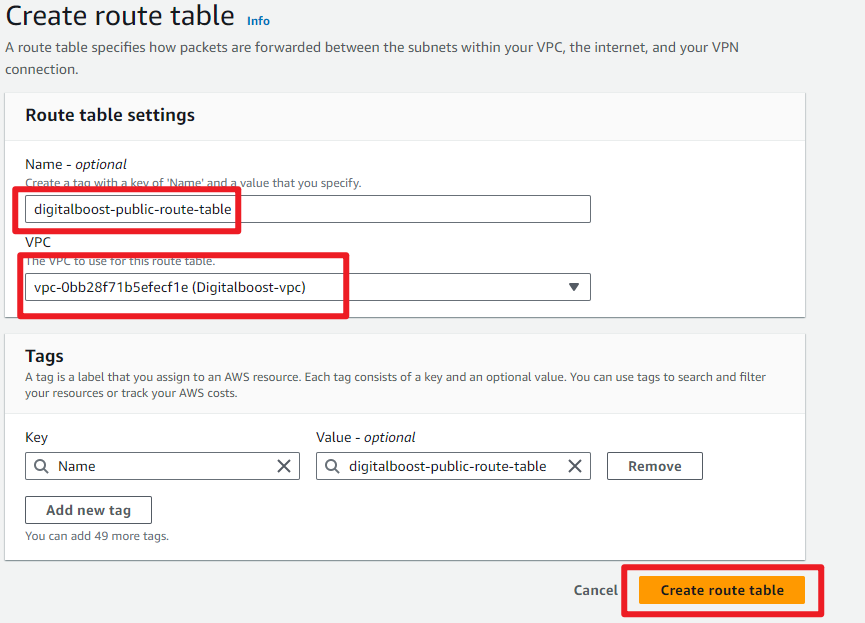 Create route table Info
A route table specifies how packets are forwarded between the subnets within your VPC, the internet, and your VPN
connection.
Route table settings
Name - optional
Create a tag with a key of 'Name' and a value that you specify.
digitalboost-public-route-table
VPC
The VPC to use for this route table.
vpc-0bb28f71b5efecf1e (Digitalboost-vpc)
Tags
A tag is a label that you assign to an AWS resource. Each tag consists of a key and an optional value. You can use tags to search and filter
your resources or track your AWS costs.
Key Value - optional
Name digitalboost-public-route-table Remove
Add new tag
You can add 49 more tags.
Cancel Create route table